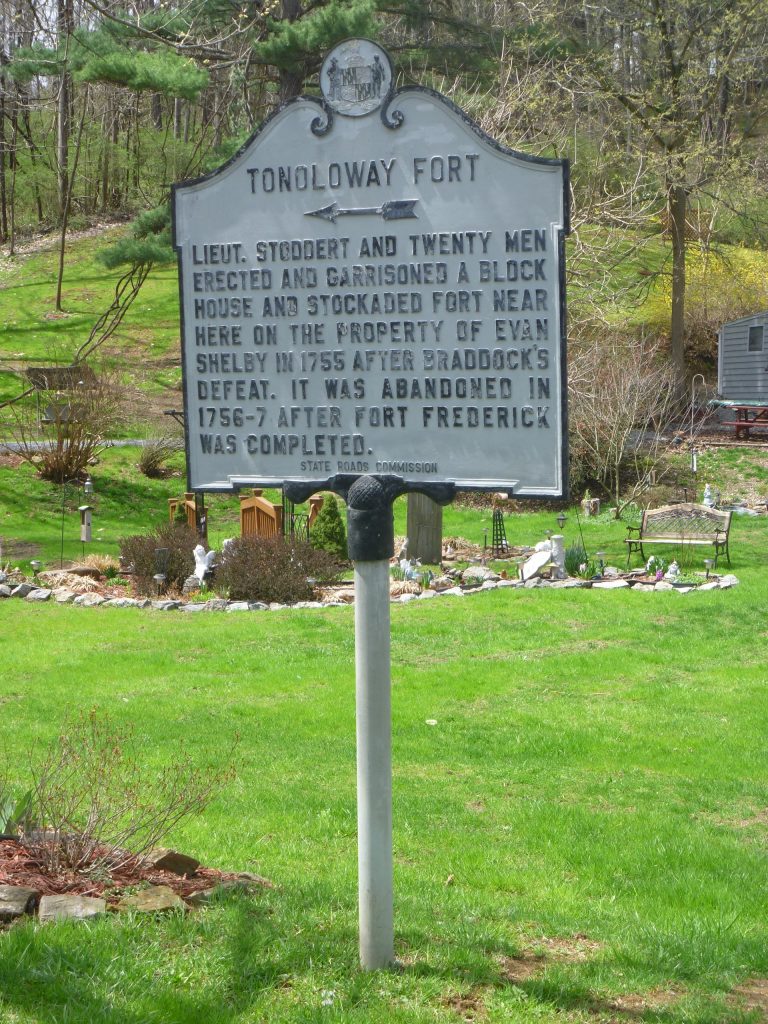 TONOLOWAY FORT
LIEUT. STODDERT AND TWENTY MEN
ERECTED AND GARRISONED A BLOCK
HOUSE AND STOCKADED FORT NEAR
HERE ON THE PROPERTY OF EVAN
SHELBY IN 1755 AFTER BRADDOCK'S
DEFEAT. IT WAS ABANDONED IN
1756-7 AFTER FORT FREDERICK
WAS COMPLETED.
STATE ROADS COMMISSION